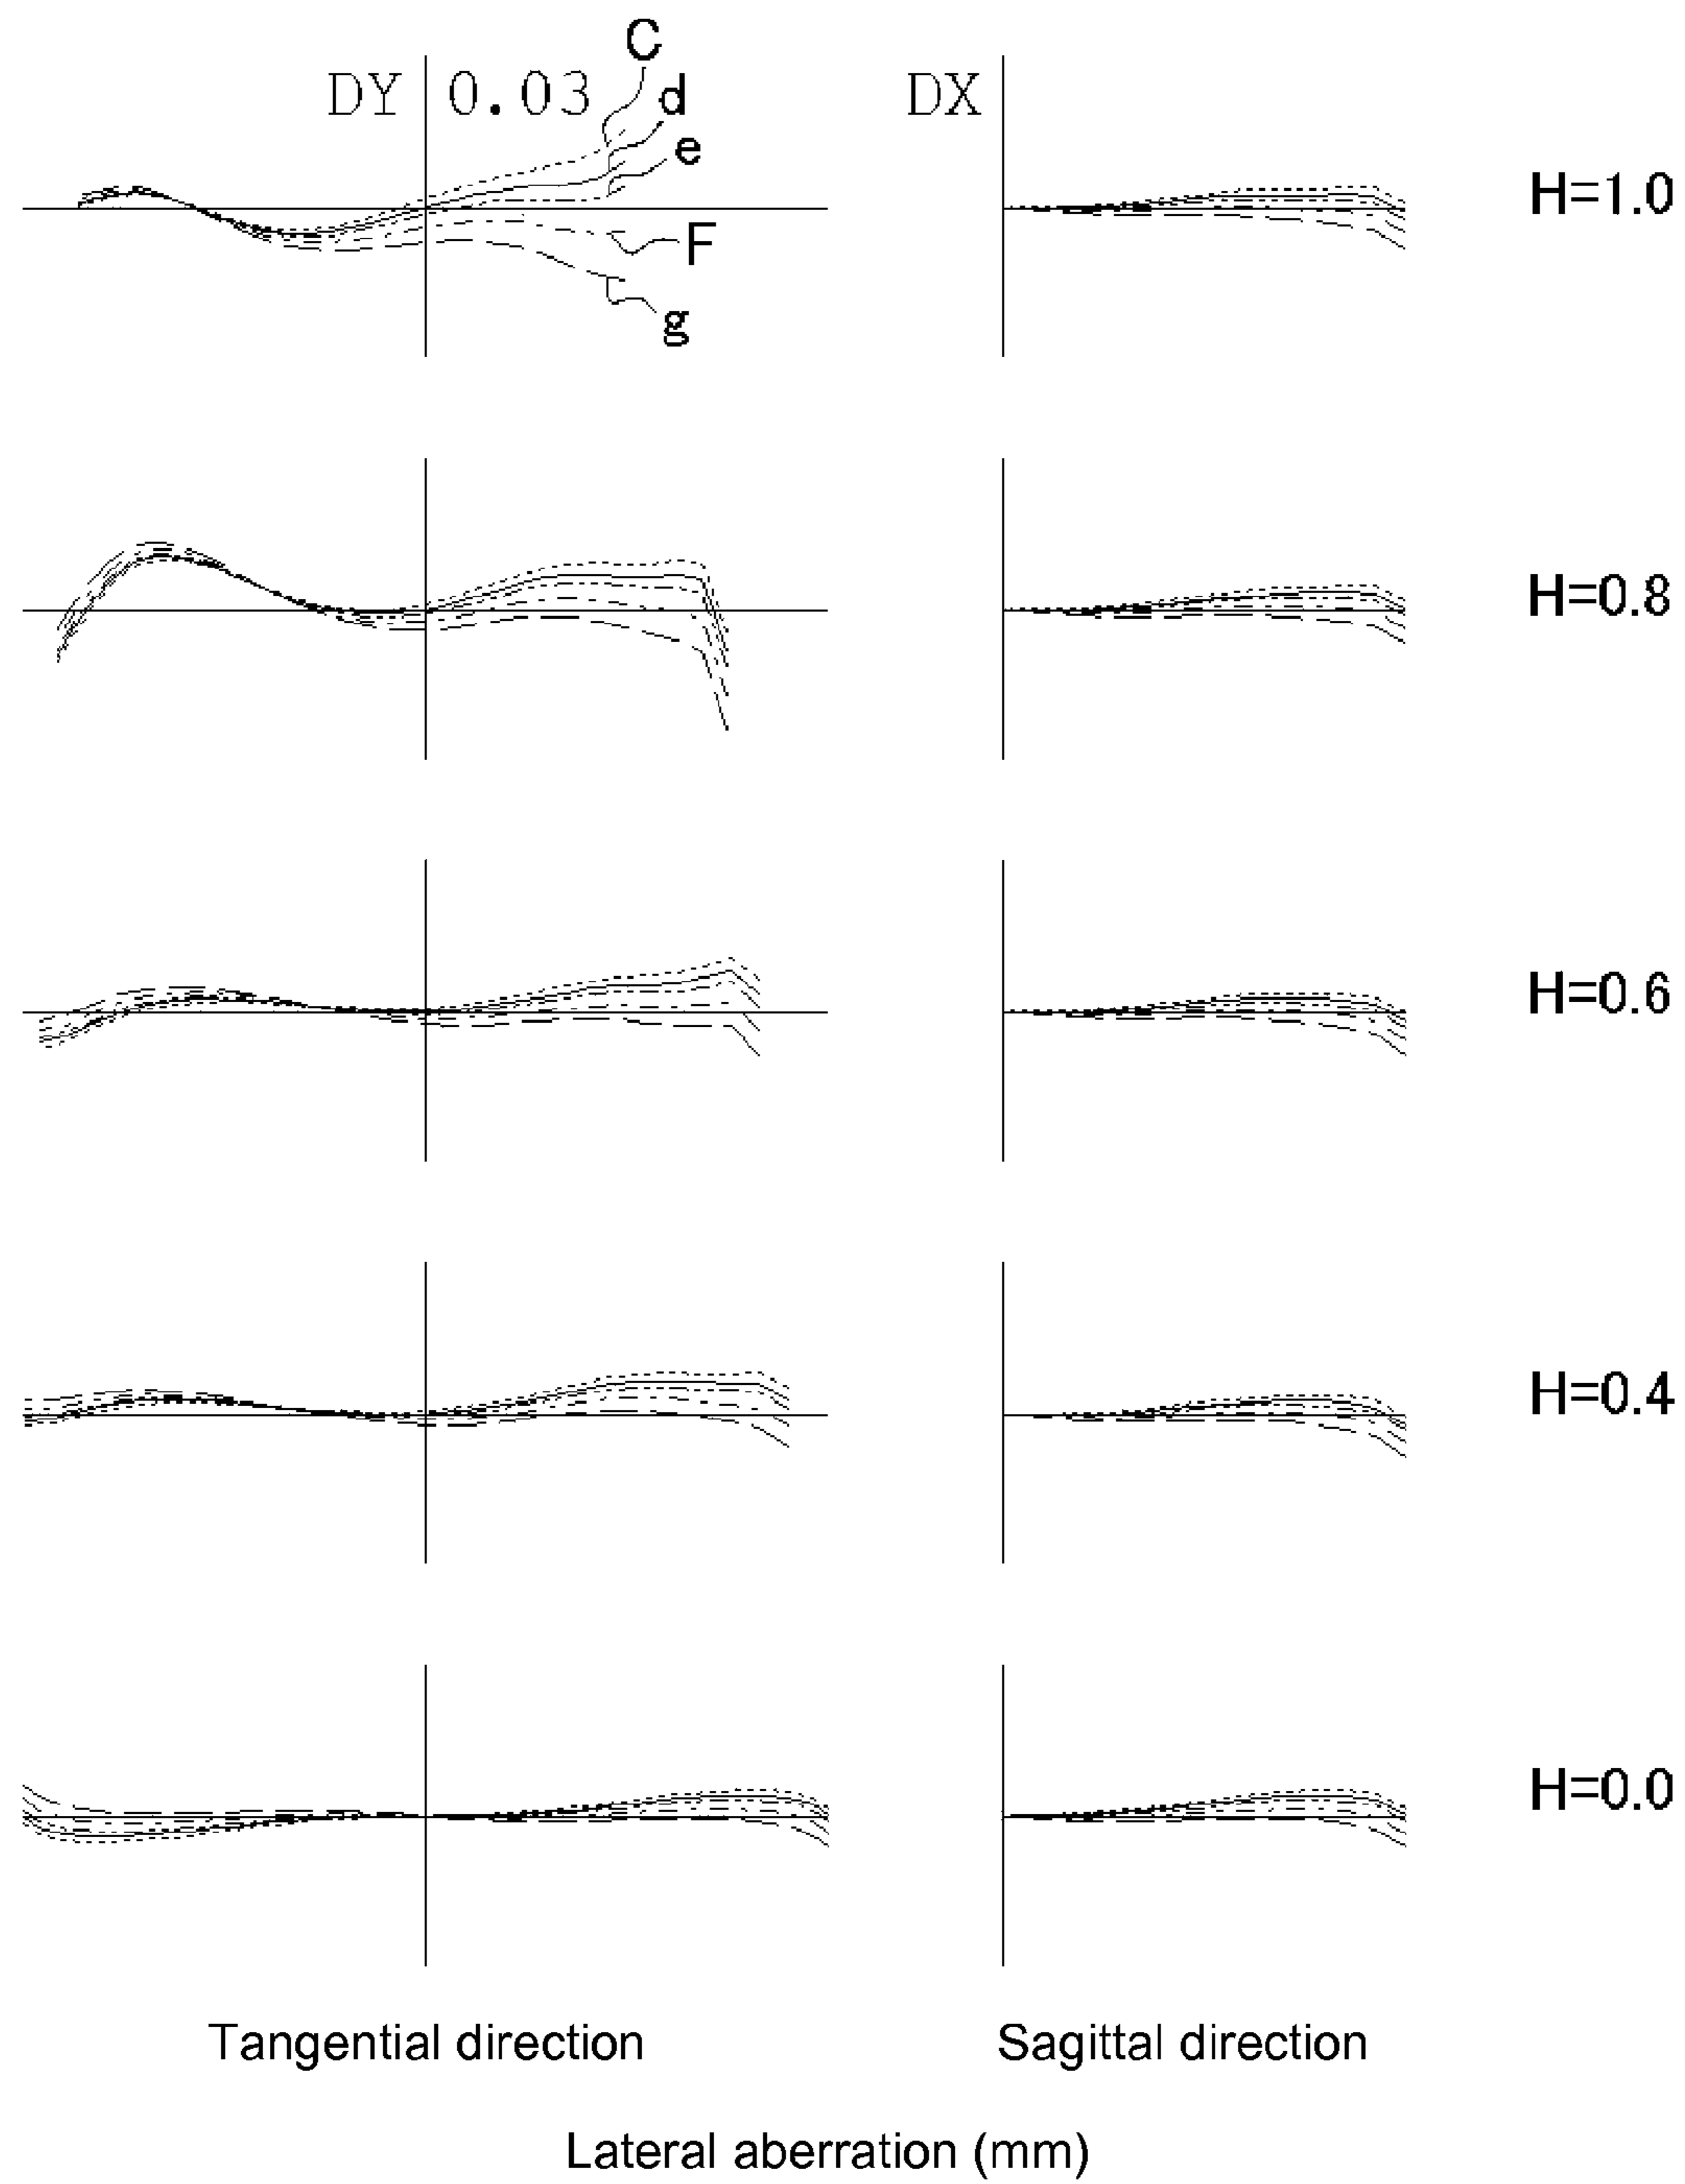 C
DY 0.03 d DX
e
H=1.0
F
g
H=0.8
H=0.6
H=0.4
H=0.0
Tangential direction Sagittal direction
Lateral aberration (mm)